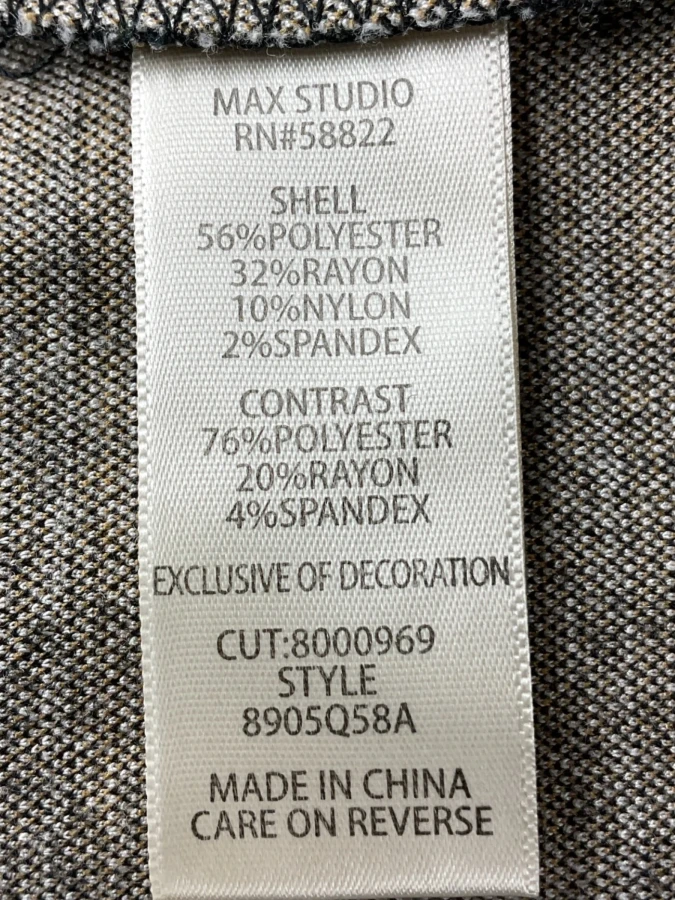 MAX STUDIO
RN#58822
SHELL
56%POLYESTER
32%RAYON
10%NYLON
2%SPANDEX
CONTRAST
76%POLYESTER
20%RAYON
4%SPANDEX
EXCLUSIVE OF DECORATION
CUT:8000969
STYLE
8905Q58A
MADE IN CHINA
CARE ON REVERSE